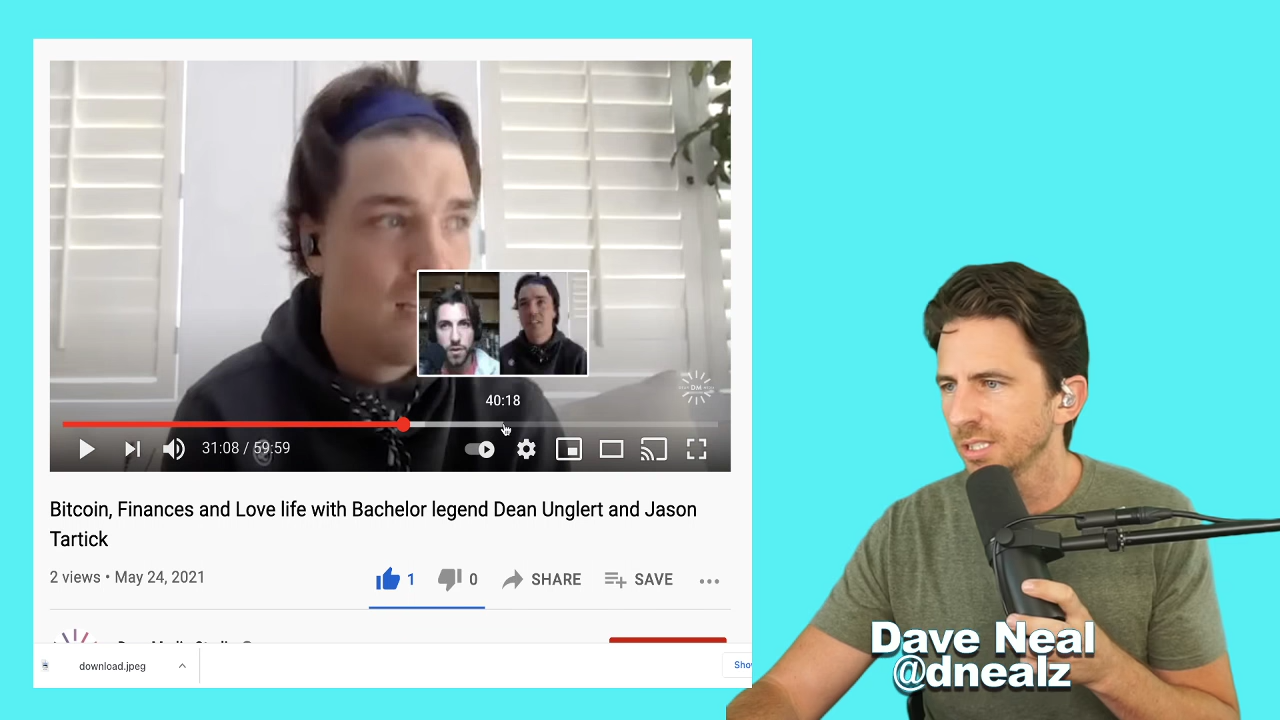 DM
40:18
31:08 / 59:59
Bitcoin, Finances and Love life with Bachelor legend Dean Unglert and Jason
Tartick
2 views • May 24, 2021
1
0
SHARE
SAVE
download.jpeg
Dave Neal
@dnealz